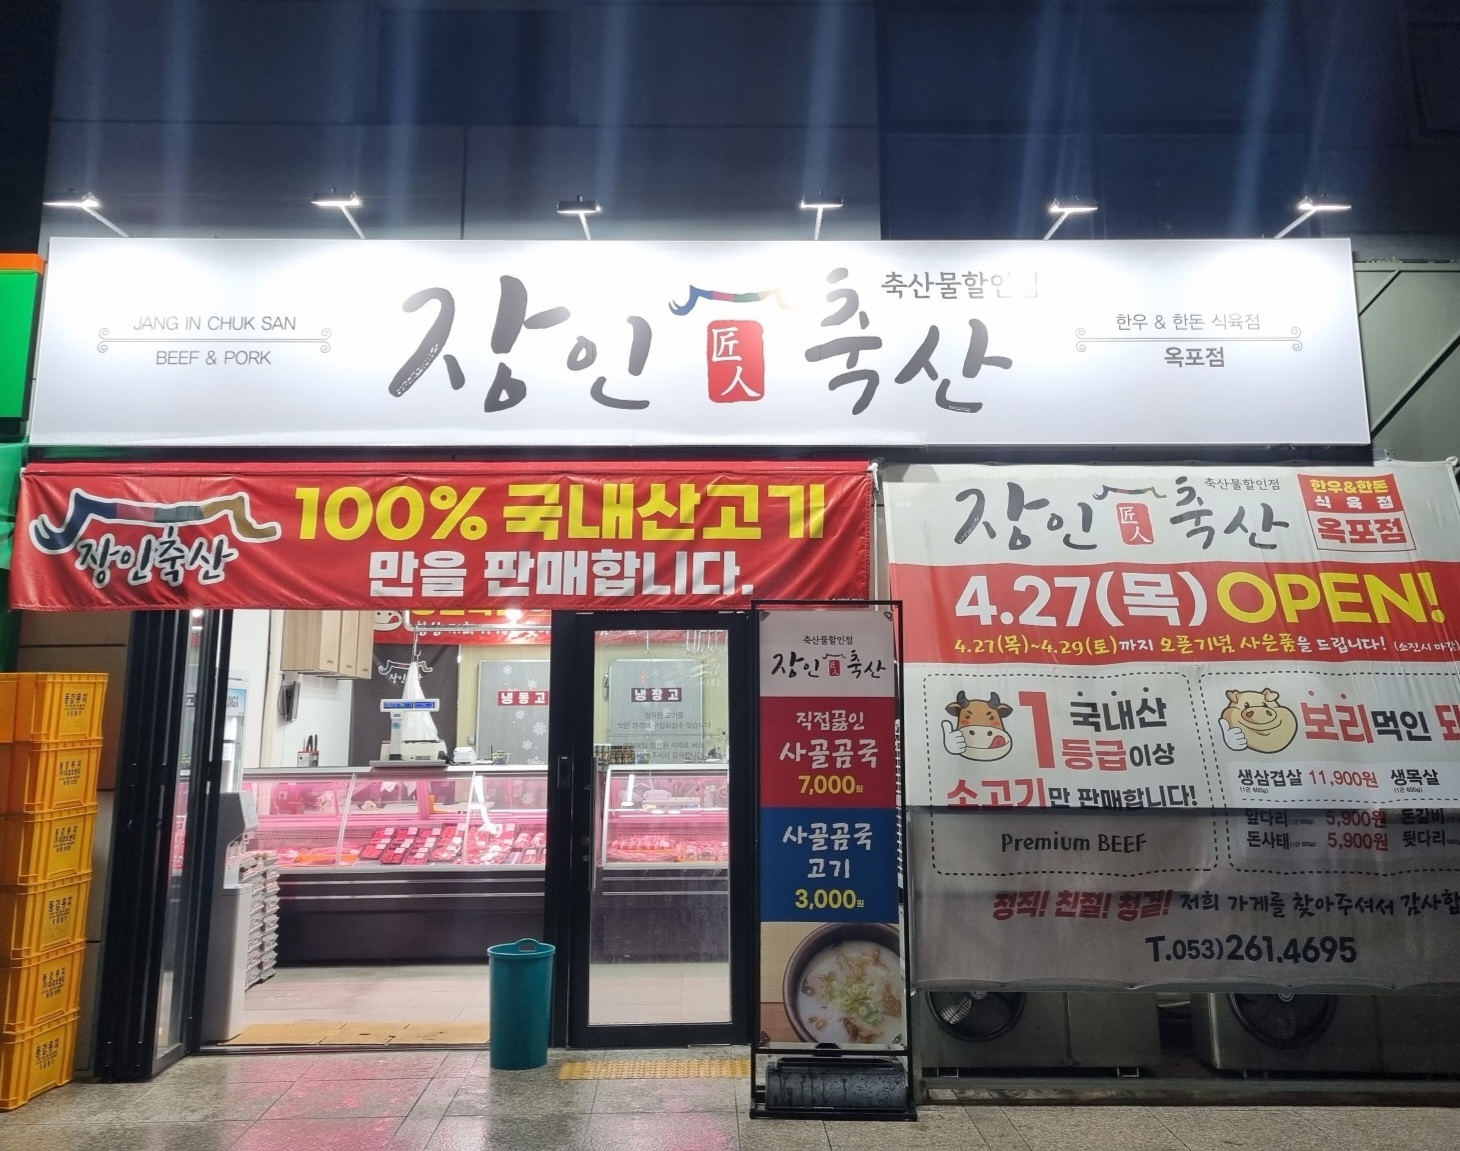 축산물할인점
장인 匠人 축산
JANG IN CHUK SAN
BEEF & PORK
한우 & 한돈 식육점
옥포점
장인축산
100% 국내산고기
만을 판매합니다.
냉동고
냉장고
축산물할인점
장인 匠人 축산
직접끓인
사골곰국
7,000원
사골곰국
고기
3,000원
장인 匠人 축산
축산물할인점
한우&한돈
식육점
옥포점
4.27(목) OPEN!
4.27(목)~4.29(토)까지 오픈기념 사은품을 드립니다!
1 국내산
등급이상
소고기만 판매합니다!
Premium BEEF
보리먹인
생삼겹살 11,900원 생목살
앞다리 5,900원 돈갈비
돈사태 5,900원 뒷다리
정직! 친절! 청결! 저희 가게를 찾아주셔서
T.053)261.4695